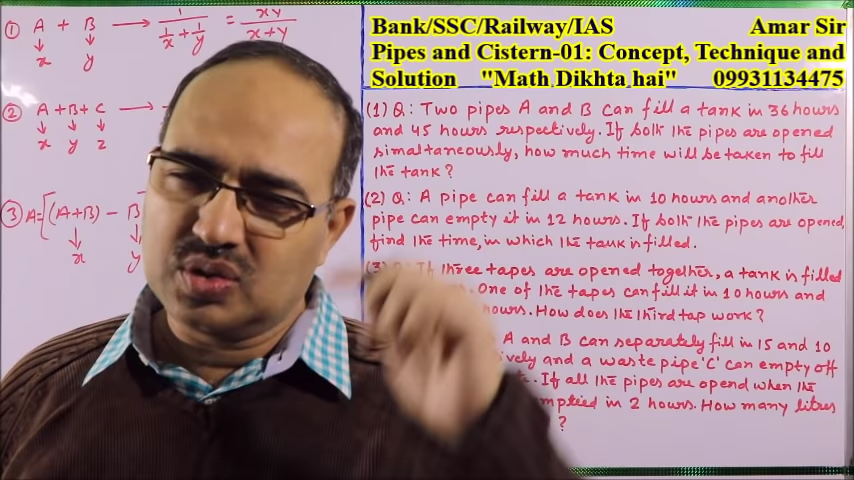 ① A + B → 1 / (1/x + 1/y) = xy / (x+y)
↓ ↓
x y
② A + B + C →
↓ ↓ ↓
x y z
③ A = [(A+B) - B
↓ ↓
x y
Bank/SSC/Railway/IAS Amar Sir
Pipes and Cistern-01: Concept, Technique and
Solution "Math Dikhta hai" 09931134475
(1) Q: Two pipes A and B can fill a tank in 36 hours
and 45 hours respectively. If both the pipes are opened
simaltaneously, how much time will be taken to fill
the tank?
(2) Q: A pipe can fill a tank in 10 hours and another
pipe can empty it in 12 hours. If both the pipes are opened,
find the time, in which the tank is filled.
(3) Q: If three tapes are opened together, a tank is filled
One of the tapes can fill it in 10 hours and
hours. How does the third tap work?
A and B can separately fill in 15 and 10
and a waste pipe 'C' can empty off
If all the pipes are opend when the
in 2 hours. How many litres
?